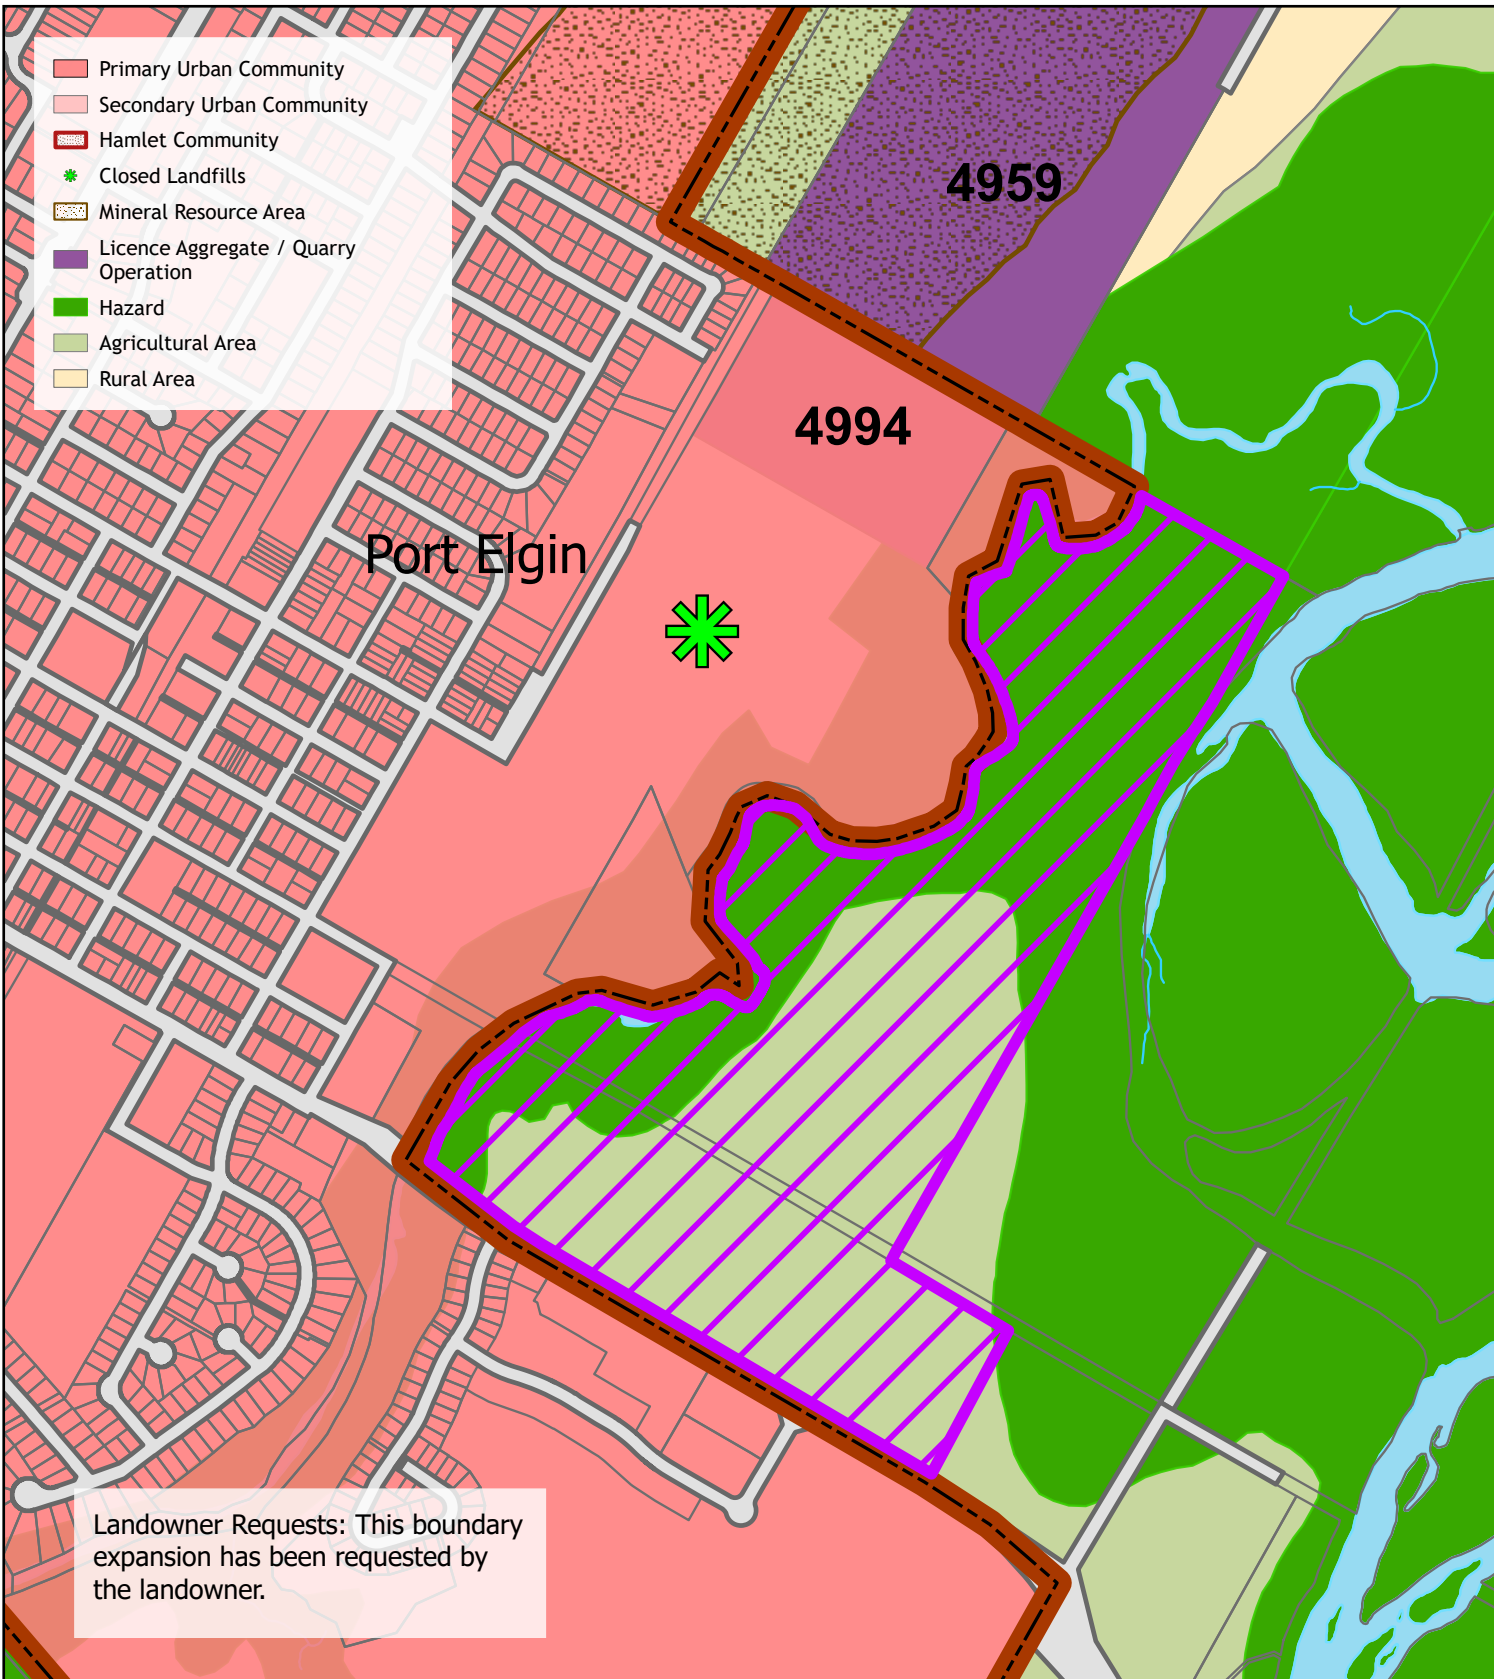 Primary Urban Community
Secondary Urban Community
Hamlet Community
Closed Landfills
Mineral Resource Area
Licence Aggregate / Quarry
Operation
Hazard
Agricultural Area
Rural Area
4959
4994
Port Elgin
Landowner Requests: This boundary
expansion has been requested by
the landowner.